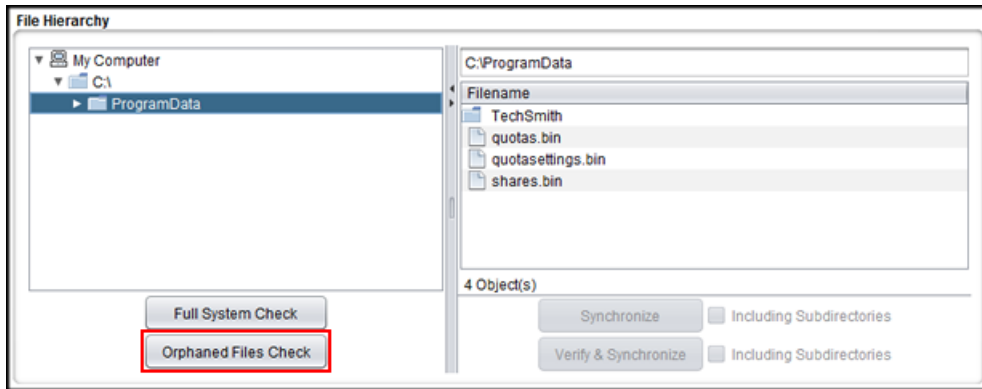 File Hierarchy
My Computer
C:\
ProgramData
Full System Check
Orphaned Files Check
C:\ProgramData
Filename
TechSmith
quotas.bin
quotasettings.bin
shares.bin
4 Object(s)
Synchronize Including Subdirectories
Verify & Synchronize Including Subdirectories